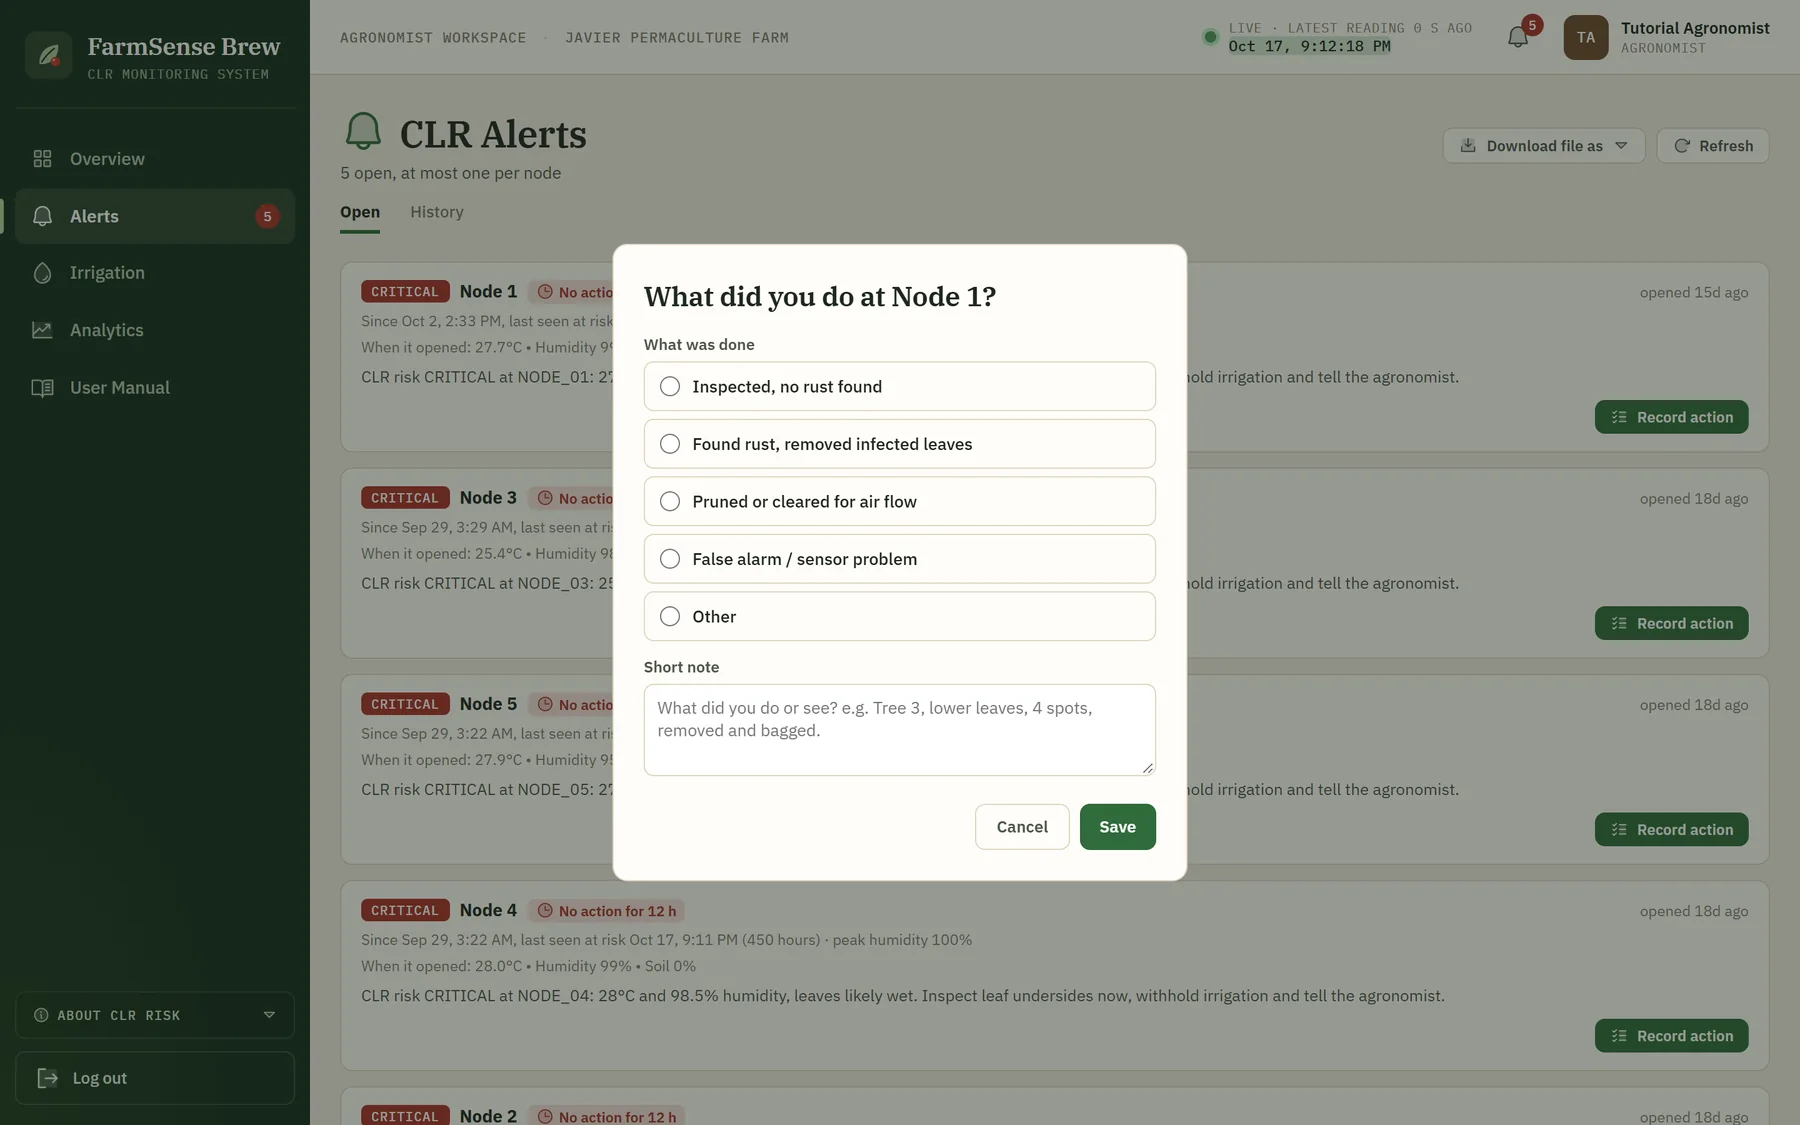 FarmSense Brew
CLR MONITORING SYSTEM
Overview
Alerts
5
Irrigation
Analytics
User Manual
ABOUT CLR RISK
Log out
AGRONOMIST WORKSPACE · JAVIER PERMACULTURE FARM
LIVE · LATEST READING 0 S AGO
Oct 17, 9:12:18 PM
5
TA
Tutorial Agronomist
AGRONOMIST
CLR Alerts
5 open, at most one per node
Download file as
Refresh
Open
History
CRITICAL Node 1 No actio
opened 15d ago
Since Oct 2, 2:33 PM, last seen at risk
When it opened: 27.7°C • Humidity 99
CLR risk CRITICAL at NODE_01: 27
hold irrigation and tell the agronomist.
Record action
CRITICAL Node 3 No actio
opened 18d ago
Since Sep 29, 3:29 AM, last seen at ri
When it opened: 25.4°C • Humidity 98
CLR risk CRITICAL at NODE_03: 25
hold irrigation and tell the agronomist.
Record action
CRITICAL Node 5 No actio
opened 18d ago
Since Sep 29, 3:22 AM, last seen at ri
When it opened: 27.9°C • Humidity 95
CLR risk CRITICAL at NODE_05: 27
hold irrigation and tell the agronomist.
Record action
CRITICAL Node 4 No action for 12 h
opened 18d ago
Since Sep 29, 3:22 AM, last seen at risk Oct 17, 9:11 PM (450 hours) · peak humidity 100%
When it opened: 28.0°C • Humidity 99% • Soil 0%
CLR risk CRITICAL at NODE_04: 28°C and 98.5% humidity, leaves likely wet. Inspect leaf undersides now, withhold irrigation and tell the agronomist.
Record action
CRITICAL Node 2 No action for 12 h
opened 18d ago
What did you do at Node 1?
What was done
Inspected, no rust found
Found rust, removed infected leaves
Pruned or cleared for air flow
False alarm / sensor problem
Other
Short note
What did you do or see? e.g. Tree 3, lower leaves, 4 spots,
removed and bagged.
Cancel
Save